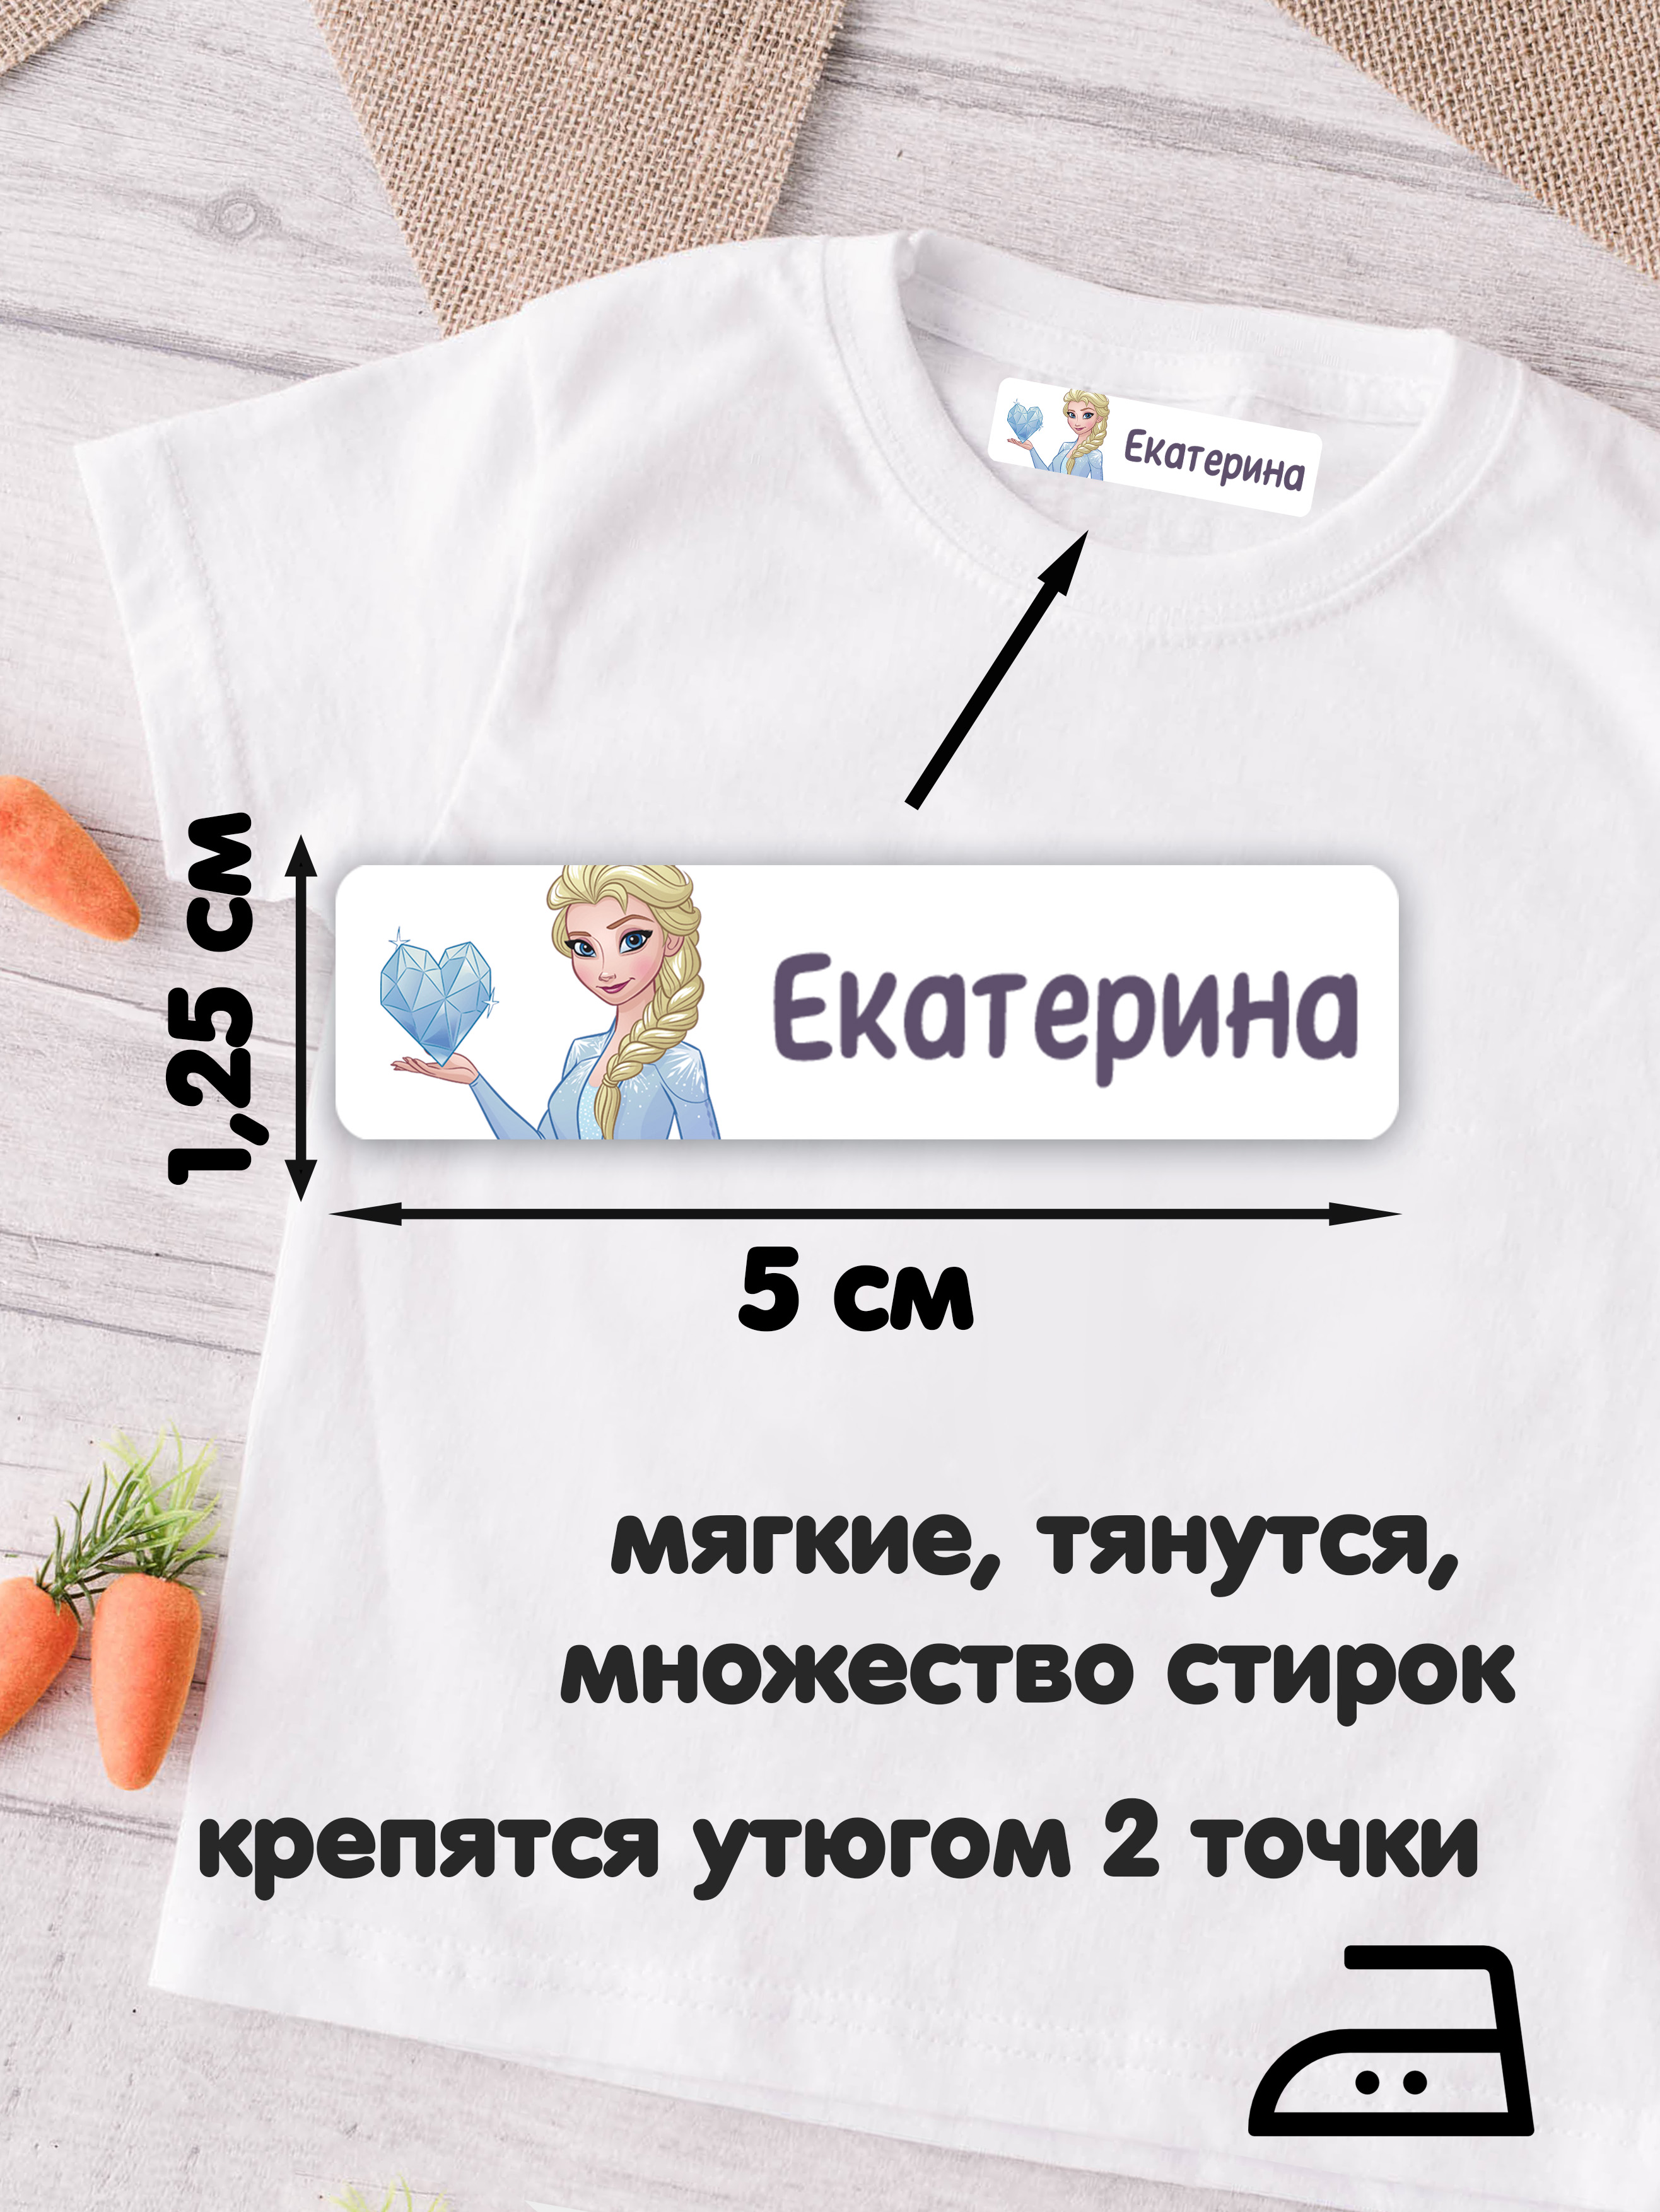 Екатерина
1,25 см
Екатерина
5 см
мягкие, тянутся,
множество стирок
крепятся утюгом 2 точки